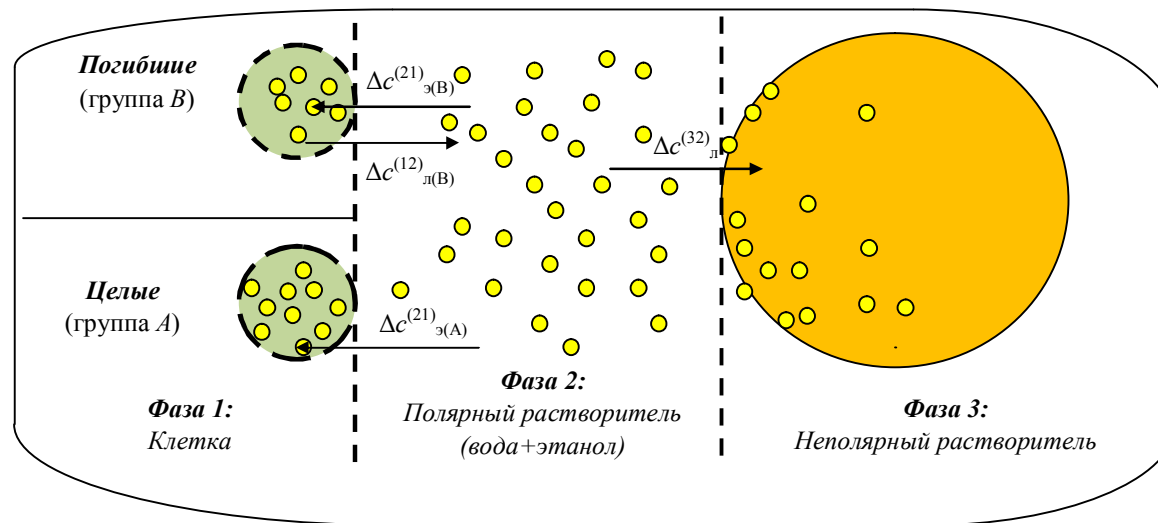 Погибшие
(группа B)
Δc⁽²¹⁾э(B)
Δc⁽¹²⁾л(B)
Δc⁽³²⁾л
Целые
(группа A)
Δc⁽²¹⁾э(A)
Фаза 1:
Клетка
Фаза 2:
Полярный растворитель
(вода+этанол)
Фаза 3:
Неполярный растворитель